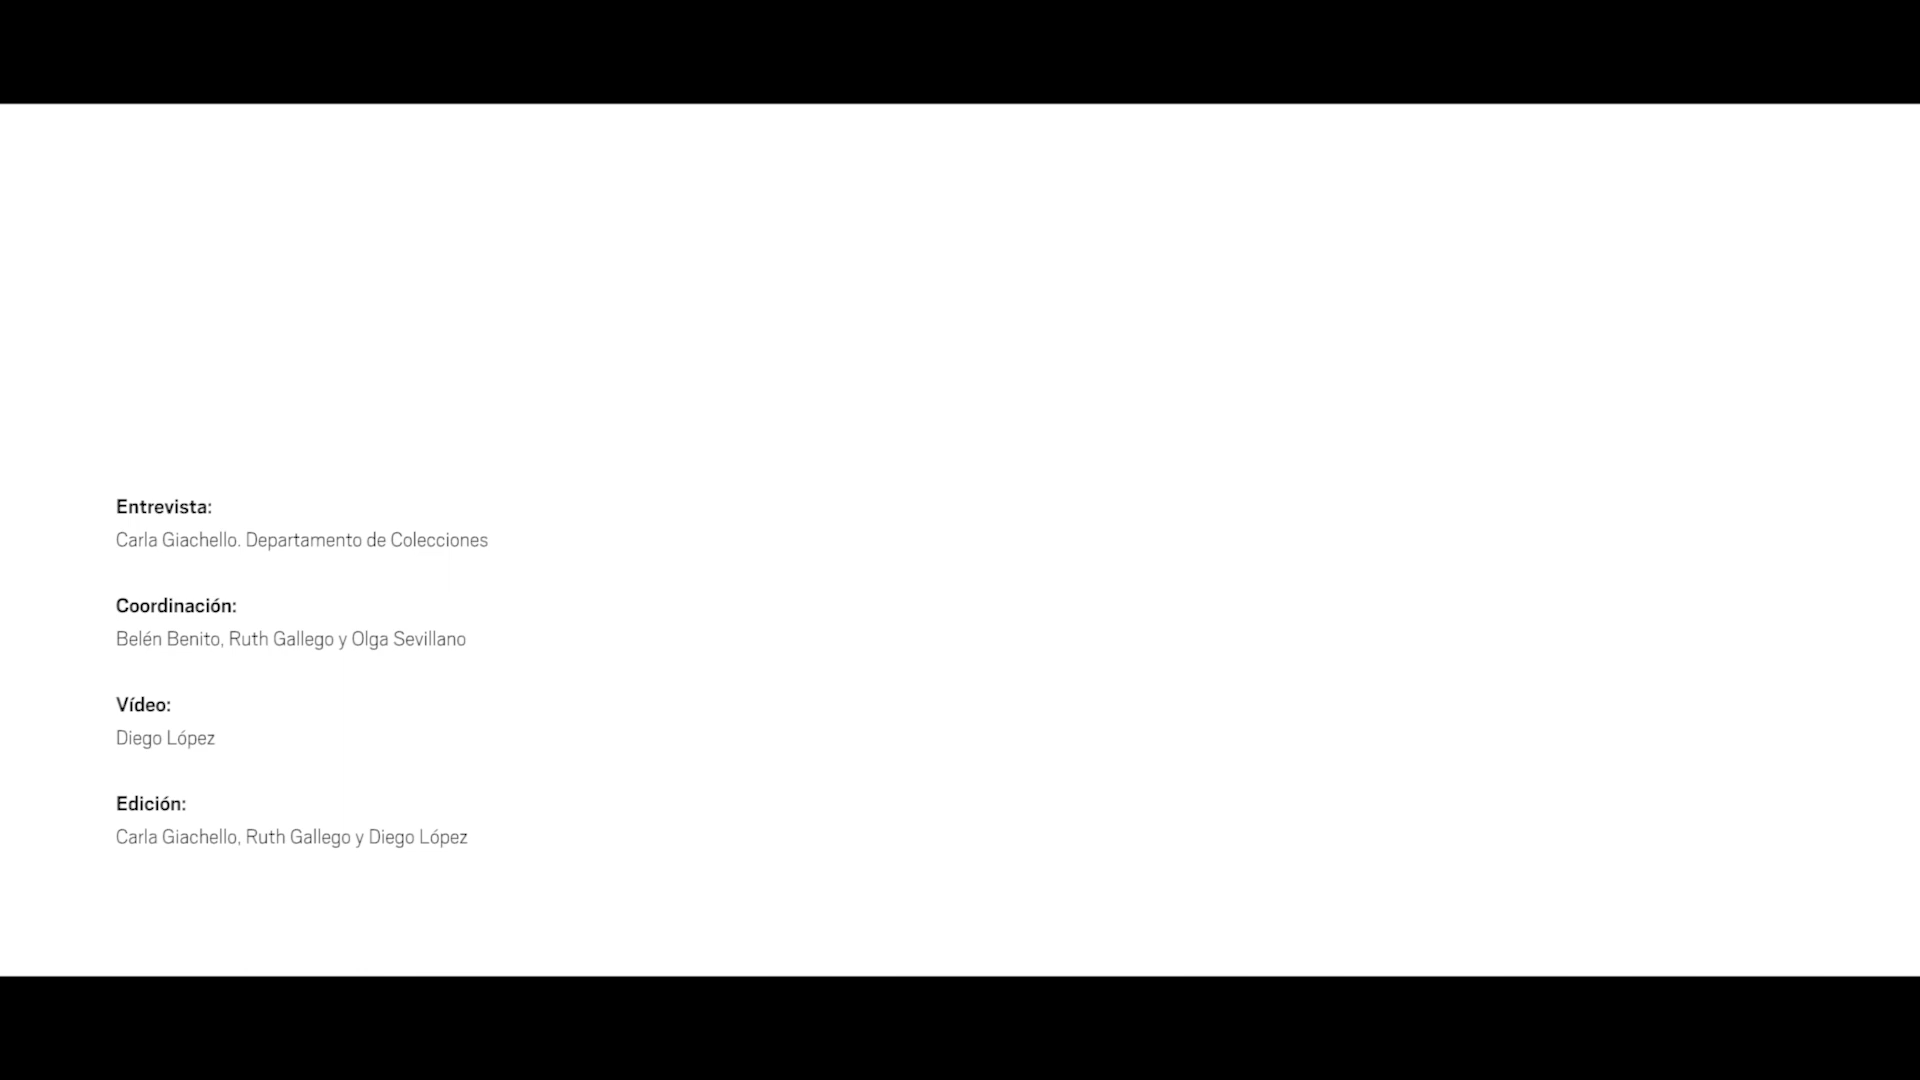 Entrevista:
Carla Giachello. Departamento de Colecciones
Coordinación:
Belén Benito, Ruth Gallego y Olga Sevillano
Vídeo:
Diego López
Edición:
Carla Giachello, Ruth Gallego y Diego López